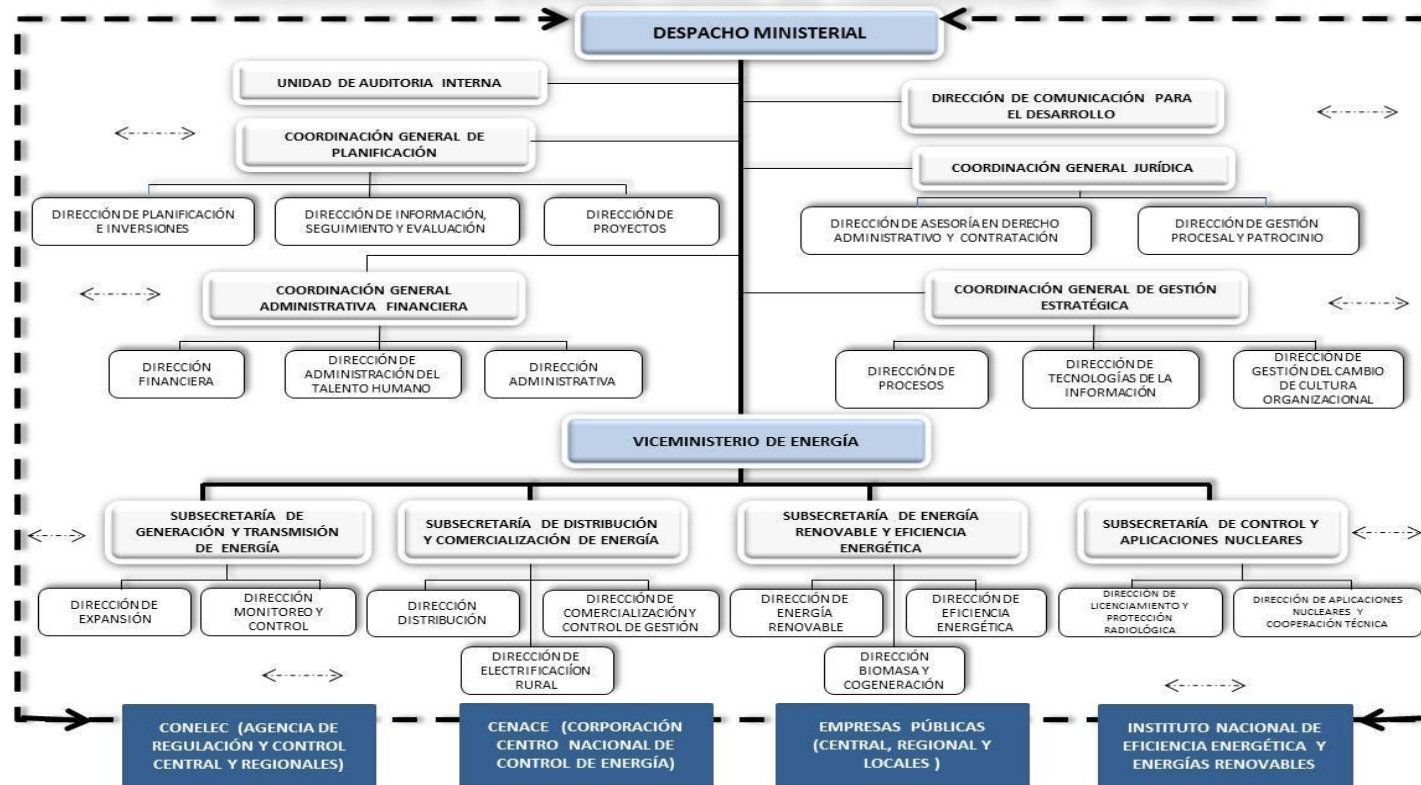 DESPACHO MINISTERIAL
UNIDAD DE AUDITORIA INTERNA
DIRECCIÓN DE COMUNICACIÓN PARA
EL DESARROLLO
COORDINACIÓN GENERAL DE
PLANIFICACIÓN
COORDINACIÓN GENERAL JURÍDICA
DIRECCIÓN DE PLANIFICACIÓN
E INVERSIONES
DIRECCIÓN DE INFORMACIÓN,
SEGUIMIENTO Y EVALUACIÓN
DIRECCIÓN DE
PROYECTOS
DIRECCIÓN DE ASESORÍA EN DERECHO
ADMINISTRATIVO Y CONTRATACIÓN
DIRECCIÓN DE GESTIÓN
PROCESAL Y PATROCINIO
COORDINACIÓN GENERAL
ADMINISTRATIVA FINANCIERA
COORDINACIÓN GENERAL DE GESTIÓN
ESTRATÉGICA
DIRECCIÓN
FINANCIERA
DIRECCIÓN DE
ADMINISTRACIÓN DEL
TALENTO HUMANO
DIRECCIÓN
ADMINISTRATIVA
DIRECCIÓN DE
PROCESOS
DIRECCIÓN DE
TECNOLOGÍAS DE LA
INFORMACIÓN
DIRECCIÓN DE
GESTIÓN DEL CAMBIO
DE CULTURA
ORGANIZACIONAL
VICEMINISTERIO DE ENERGÍA
SUBSECRETARÍA DE
GENERACIÓN Y TRANSMISIÓN
DE ENERGÍA
SUBSECRETARÍA DE DISTRIBUCIÓN
Y COMERCIALIZACIÓN DE ENERGÍA
SUBSECRETARÍA DE ENERGÍA
RENOVABLE Y EFICIENCIA
ENERGÉTICA
SUBSECRETARÍA DE CONTROL Y
APLICACIONES NUCLEARES
DIRECCIÓN DE
EXPANSIÓN
DIRECCIÓN
MONITOREO Y
CONTROL
DIRECCIÓN
DISTRIBUCIÓN
DIRECCIÓN DE
COMERCIALIZACIÓN Y
CONTROL DE GESTIÓN
DIRECCIÓN DE
ENERGÍA
RENOVABLE
DIRECCIÓN DE
EFICIENCIA
ENERGÉTICA
DIRECCIÓN DE
LICENCIAMIENTO Y
PROTECCIÓN
RADIOLÓGICA
DIRECCIÓN DE APLICACIONES
NUCLEARES Y
COOPERACIÓN TÉCNICA
DIRECCIÓN DE
ELECTRIFICACIÍON
RURAL
DIRECCIÓN
BIOMASA Y
COGENERACIÓN
CONELEC (AGENCIA DE
REGULACIÓN Y CONTROL
CENTRAL Y REGIONALES)
CENACE (CORPORACIÓN
CENTRO NACIONAL DE
CONTROL DE ENERGÍA)
EMPRESAS PÚBLICAS
(CENTRAL, REGIONAL Y
LOCALES )
INSTITUTO NACIONAL DE
EFICIENCIA ENERGÉTICA Y
ENERGÍAS RENOVABLES